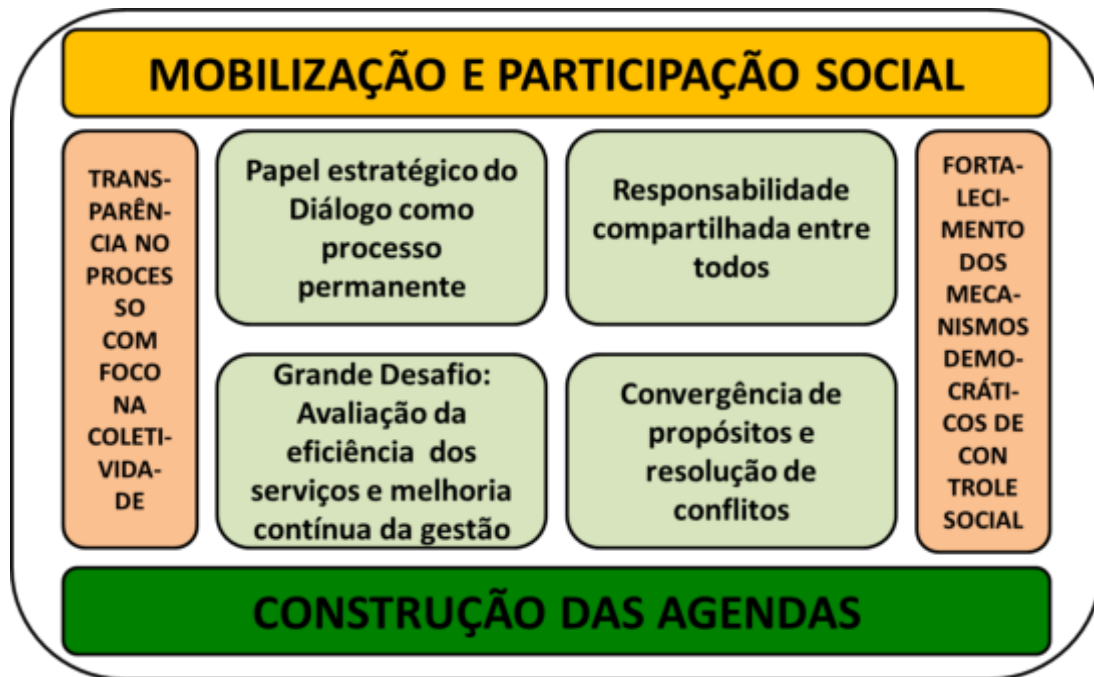 MOBILIZAÇÃO E PARTICIPAÇÃO SOCIAL
TRANS-
PARÊN-
CIA NO
PROCES
SO
COM
FOCO
NA
COLETI-
VIDA-
DE
Papel estratégico do
Diálogo como
processo
permanente
Responsabilidade
compartilhada entre
todos
Grande Desafio:
Avaliação da
eficiência dos
serviços e melhoria
contínua da gestão
Convergência de
propósitos e
resolução de
conflitos
FORTA-
LECI-
MENTO
DOS
MECA-
NISMOS
DEMO-
CRÁTI-
COS DE
CON
TROLE
SOCIAL
CONSTRUÇÃO DAS AGENDAS